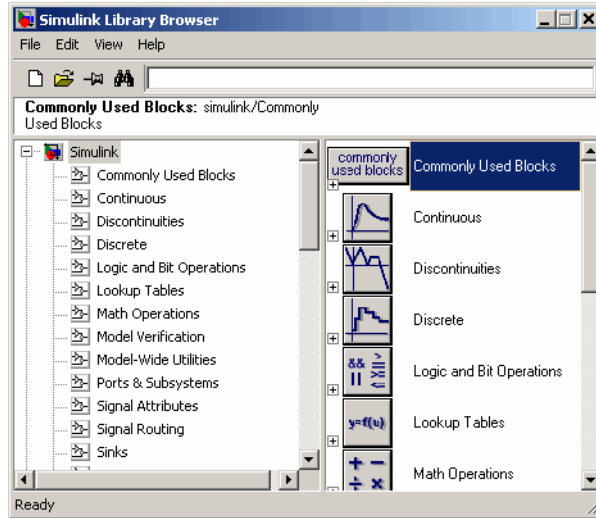 Simulink Library Browser
File Edit View Help
Commonly Used Blocks: simulink/Commonly
Used Blocks
Simulink
Commonly Used Blocks
Continuous
Discontinuities
Discrete
Logic and Bit Operations
Lookup Tables
Math Operations
Model Verification
Model-Wide Utilities
Ports & Subsystems
Signal Attributes
Signal Routing
Sinks
commonly
used blocks
Commonly Used Blocks
Continuous
Discontinuities
Discrete
&& >
|| >=
<=
Logic and Bit Operations
y=f(u)
Lookup Tables
+ −
÷ ×
Math Operations
Ready